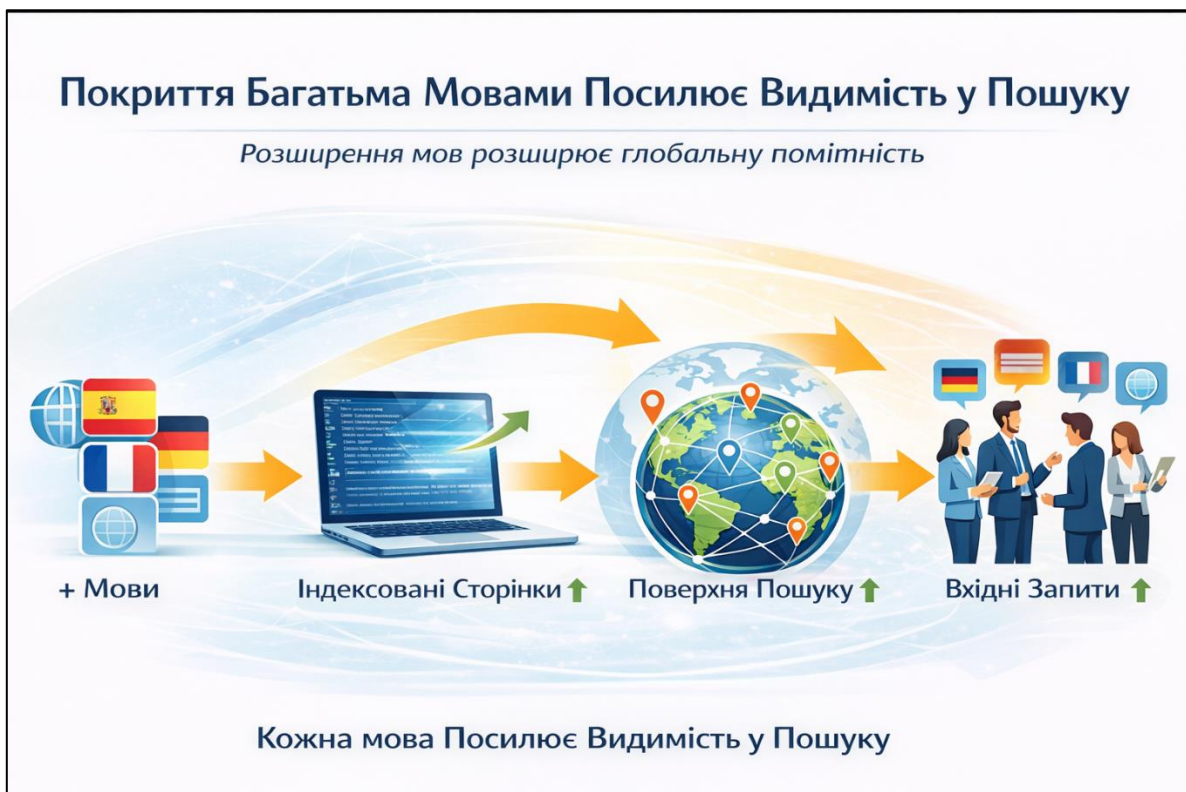 Покриття Багатьма Мовами Посилює Видимість у Пошуку
Розширення мов розширює глобальну помітність
+ Мови
Індексовані Сторінки
Поверхня Пошуку
Вхідні Запити
Кожна мова Посилює Видимість у Пошуку